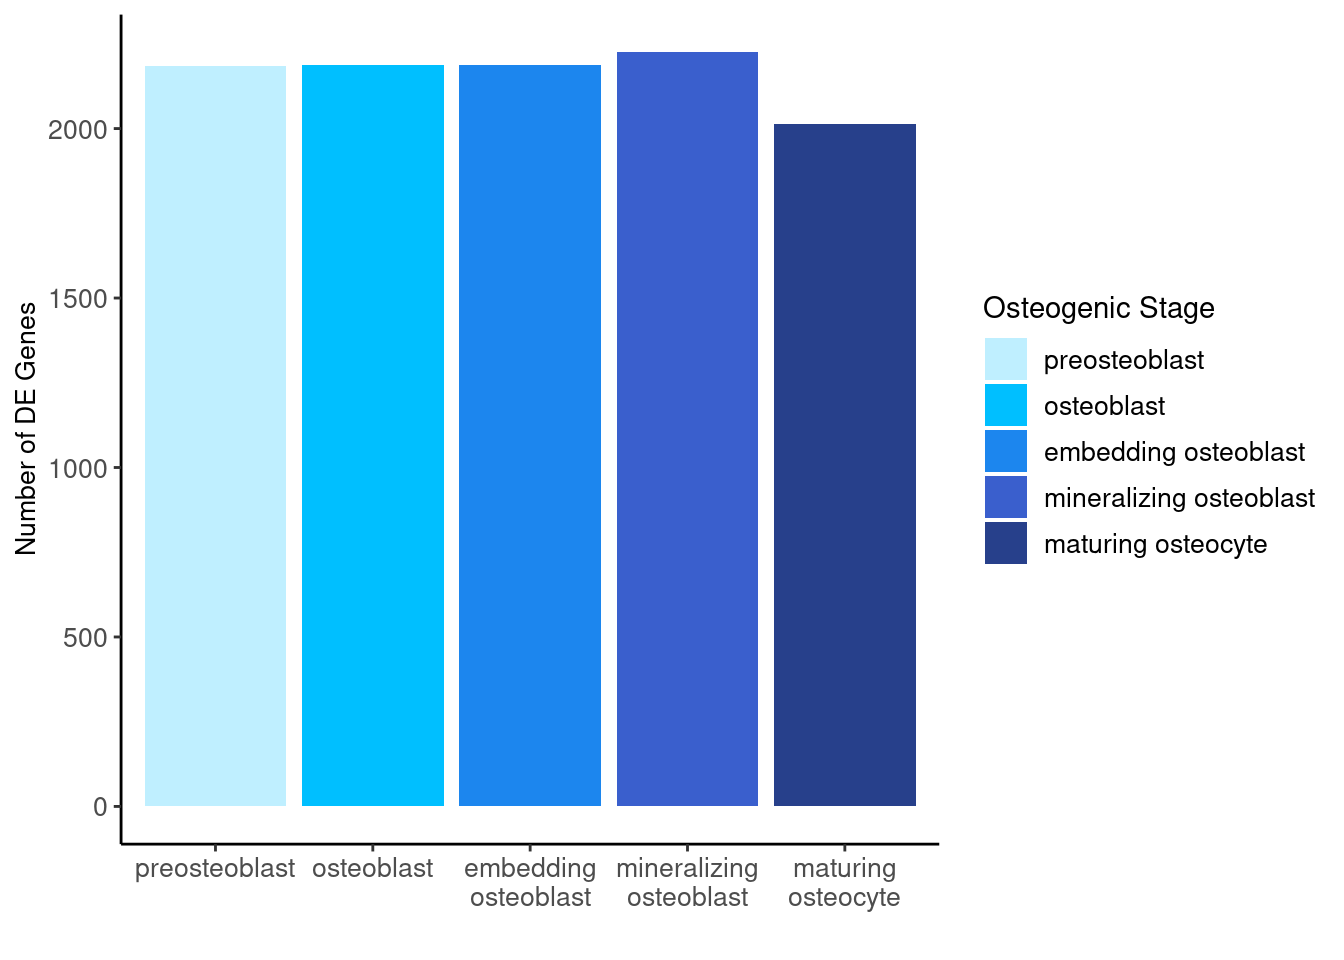 Number of DE Genes
2000
1500
1000
500
0
preosteoblast
osteoblast
embedding
osteoblast
mineralizing
osteoblast
maturing
osteocyte
Osteogenic Stage
preosteoblast
osteoblast
embedding osteoblast
mineralizing osteoblast
maturing osteocyte